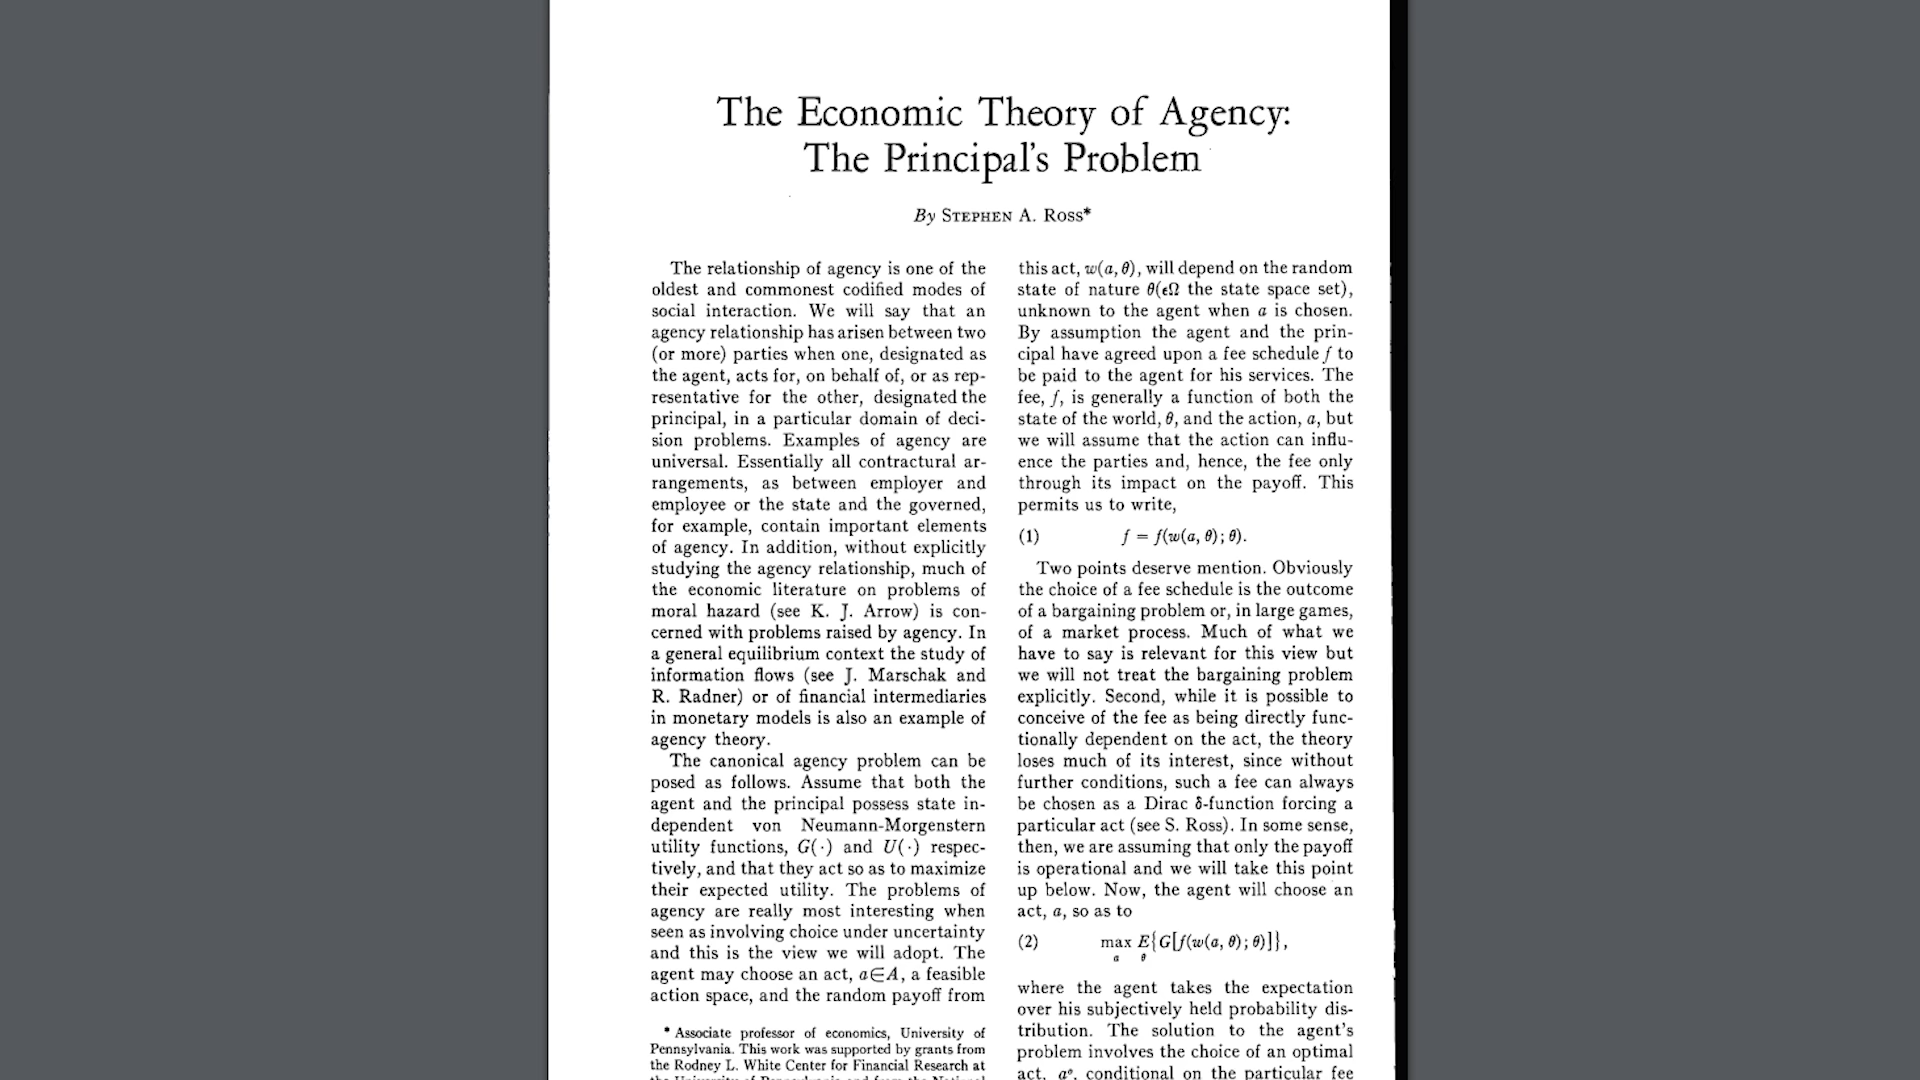 The Economic Theory of Agency:
The Principal's Problem
By STEPHEN A. ROSS*
The relationship of agency is one of the
oldest and commonest codified modes of
social interaction. We will say that an
agency relationship has arisen between two
(or more) parties when one, designated as
the agent, acts for, on behalf of, or as rep-
resentative for the other, designated the
principal, in a particular domain of deci-
sion problems. Examples of agency are
universal. Essentially all contractural ar-
rangements, as between employer and
employee or the state and the governed,
for example, contain important elements
of agency. In addition, without explicitly
studying the agency relationship, much of
the economic literature on problems of
moral hazard (see K. J. Arrow) is con-
cerned with problems raised by agency. In
a general equilibrium context the study of
information flows (see J. Marschak and
R. Radner) or of financial intermediaries
in monetary models is also an example of
agency theory.
The canonical agency problem can be
posed as follows. Assume that both the
agent and the principal possess state in-
dependent von Neumann-Morgenstern
utility functions, G(·) and U(·) respec-
tively, and that they act so as to maximize
their expected utility. The problems of
agency are really most interesting when
seen as involving choice under uncertainty
and this is the view we will adopt. The
agent may choose an act, a∈A, a feasible
action space, and the random payoff from
* Associate professor of economics, University of
Pennsylvania. This work was supported by grants from
the Rodney L. White Center for Financial Research at
this act, w(a, θ), will depend on the random
state of nature θ(εΩ the state space set),
unknown to the agent when a is chosen.
By assumption the agent and the prin-
cipal have agreed upon a fee schedule f to
be paid to the agent for his services. The
fee, f, is generally a function of both the
state of the world, θ, and the action, a, but
we will assume that the action can influ-
ence the parties and, hence, the fee only
through its impact on the payoff. This
permits us to write,
(1) f = f(w(a, θ); θ).
Two points deserve mention. Obviously
the choice of a fee schedule is the outcome
of a bargaining problem or, in large games,
of a market process. Much of what we
have to say is relevant for this view but
we will not treat the bargaining problem
explicitly. Second, while it is possible to
conceive of the fee as being directly func-
tionally dependent on the act, the theory
loses much of its interest, since without
further conditions, such a fee can always
be chosen as a Dirac δ-function forcing a
particular act (see S. Ross). In some sense,
then, we are assuming that only the payoff
is operational and we will take this point
up below. Now, the agent will choose an
act, a, so as to
(2) max E{G[f(w(a, θ); θ)]},
a θ
where the agent takes the expectation
over his subjectively held probability dis-
tribution. The solution to the agent's
problem involves the choice of an optimal
act, aº, conditional on the particular fee